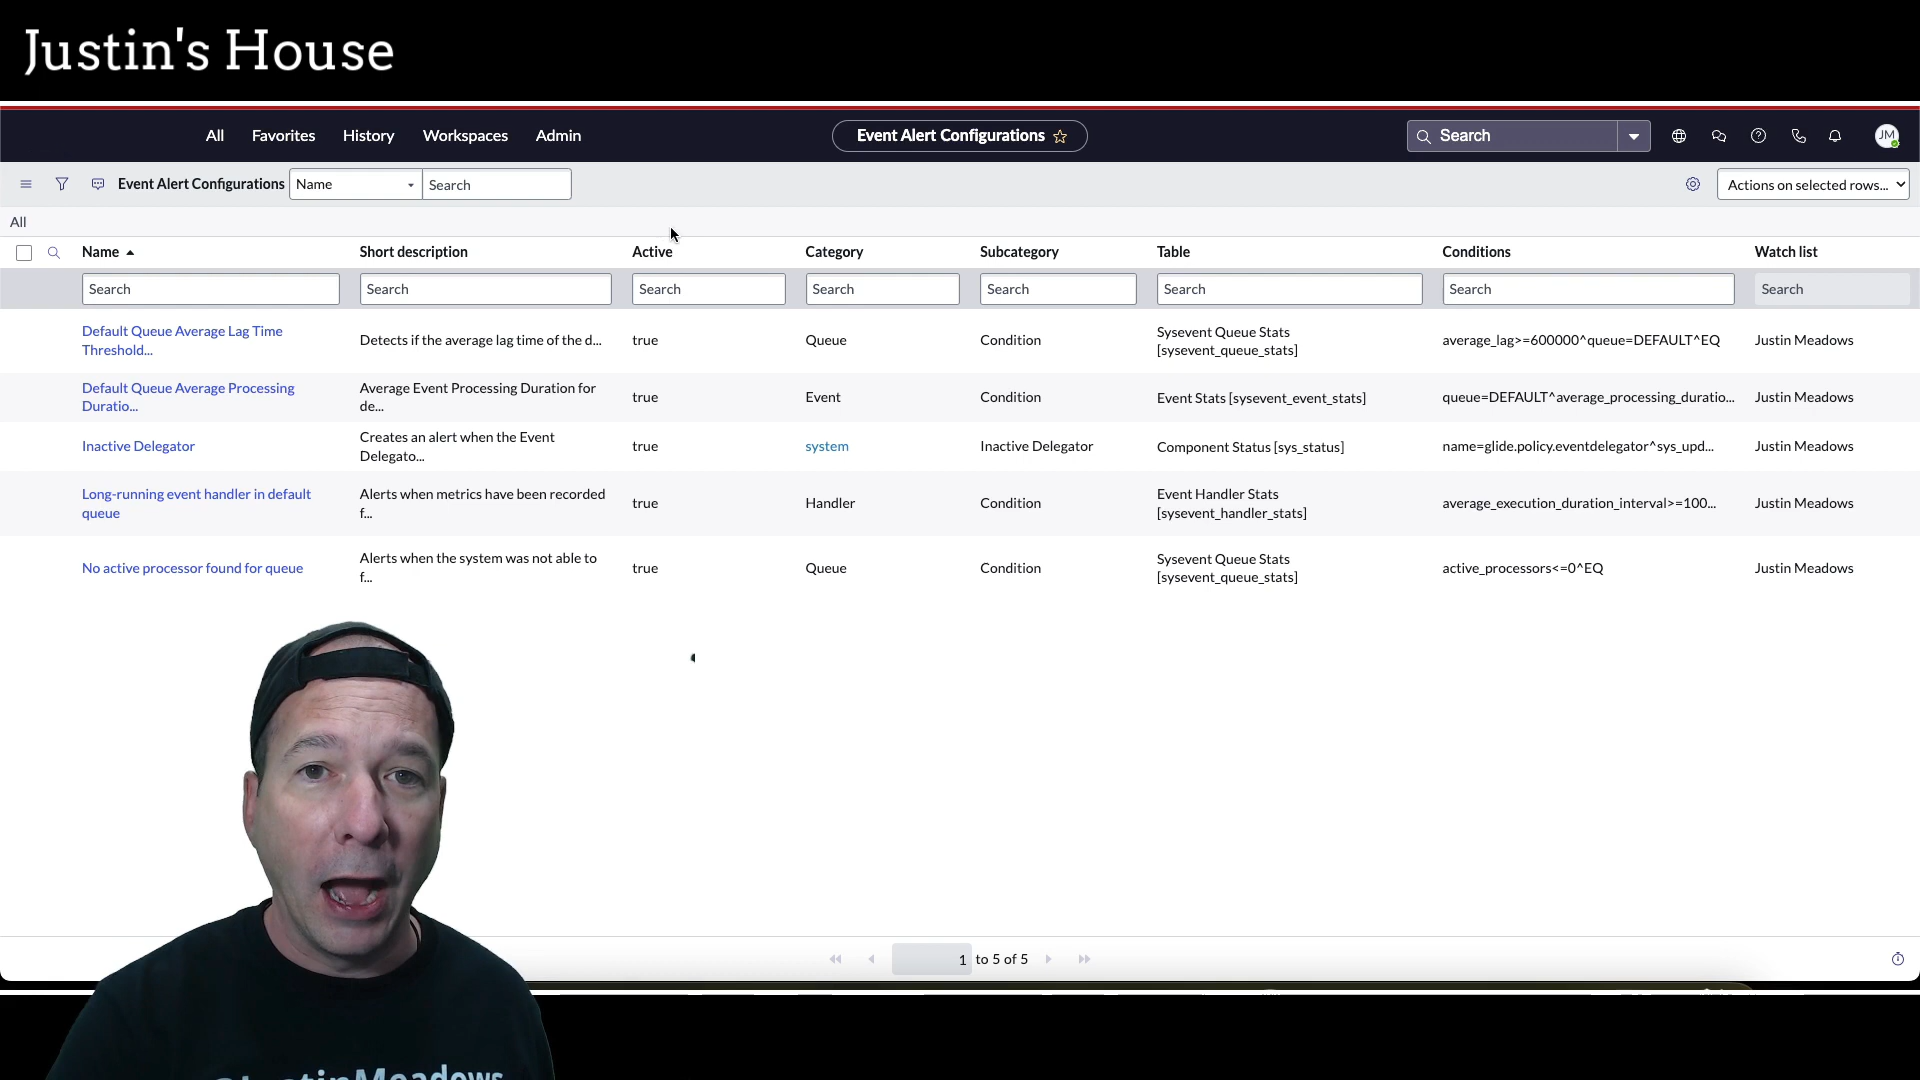 Justin's House
All Favorites History Workspaces Admin Event Alert Configurations Search JM
Event Alert Configurations Name Search Actions on selected rows...
All
Name Short description Active Category Subcategory Table Conditions Watch list
Search Search Search Search Search Search Search Search
Default Queue Average Lag Time
Threshold... Detects if the average lag time of the d... true Queue Condition Sysevent Queue Stats
[sysevent_queue_stats] average_lag>=600000^queue=DEFAULT^EQ Justin Meadows
Default Queue Average Processing
Duratio... Average Event Processing Duration for
de... true Event Condition Event Stats [sysevent_event_stats] queue=DEFAULT^average_processing_duratio... Justin Meadows
Inactive Delegator Creates an alert when the Event
Delegato... true system Inactive Delegator Component Status [sys_status] name=glide.policy.eventdelegator^sys_upd... Justin Meadows
Long-running event handler in default
queue Alerts when metrics have been recorded
f... true Handler Condition Event Handler Stats
[sysevent_handler_stats] average_execution_duration_interval>=100... Justin Meadows
No active processor found for queue Alerts when the system was not able to
f... true Queue Condition Sysevent Queue Stats
[sysevent_queue_stats] active_processors<=0^EQ Justin Meadows
1 to 5 of 5
@JustinMeadows